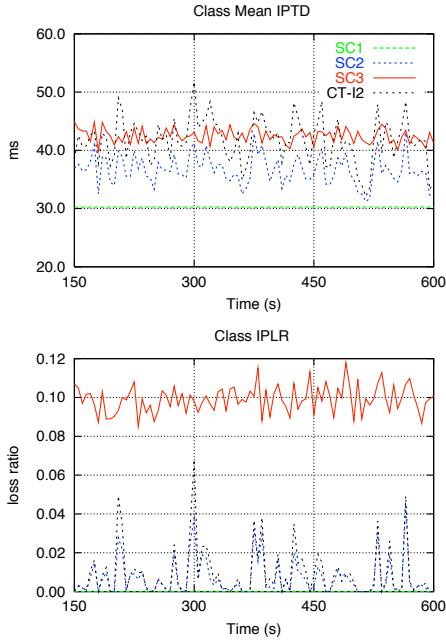 Class Mean IPTD
60.0
50.0
40.0
30.0
20.0
ms
SC1
SC2
SC3
CT-I2
150
300
450
600
Time (s)
Class IPLR
0.12
0.10
0.08
0.06
0.04
0.02
0
loss ratio
150
300
450
600
Time (s)